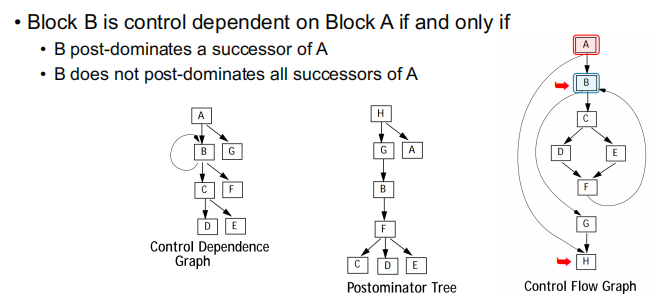 • Block B is control dependent on Block A if and only if
• B post-dominates a successor of A
• B does not post-dominates all successors of A
A
B
G
C
F
D
E
Control Dependence
Graph
H
G
A
B
F
C
D
E
Postominator Tree
A
B
C
D
E
F
G
H
Control Flow Graph